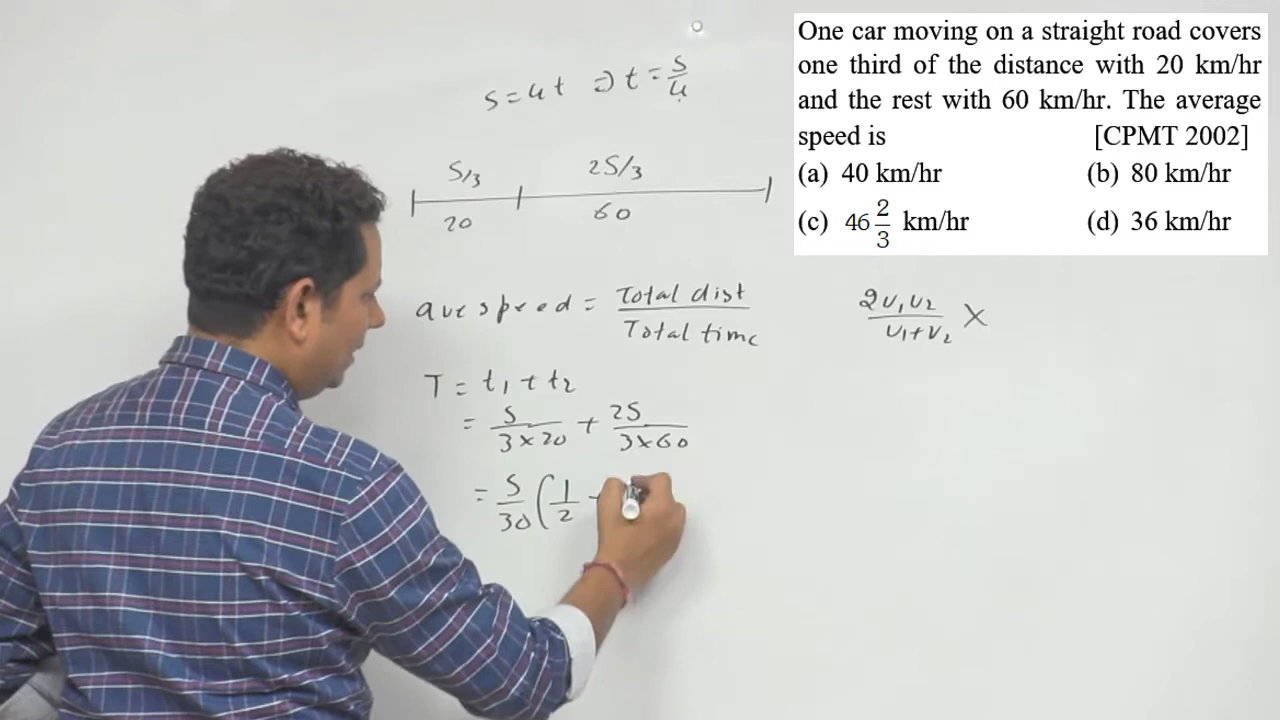 One car moving on a straight road covers
one third of the distance with 20 km/hr
and the rest with 60 km/hr. The average
speed is [CPMT 2002]
(a) 40 km/hr (b) 80 km/hr
(c) 46 2/3 km/hr (d) 36 km/hr
s = ut ⇒ t = s/u
S/3 2S/3
20 60
ave speed = Total dist / Total time
2v₁v₂ / v₁+v₂ ×
T = t₁ + t₂
= S/(3×20) + 2S/(3×60)
= S/30 (1/2 +